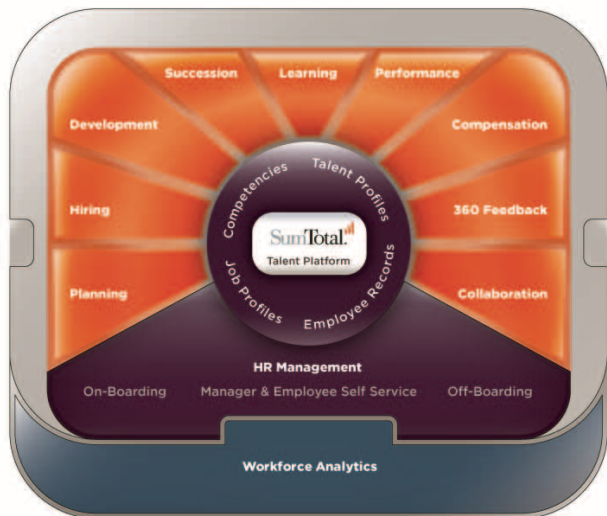 Succession
Learning
Performance
Development
Compensation
Hiring
360 Feedback
Planning
Collaboration
Competencies
Talent Profiles
SumTotal.
Talent Platform
Job Profiles
Employee Records
HR Management
On-Boarding
Manager & Employee Self Service
Off-Boarding
Workforce Analytics